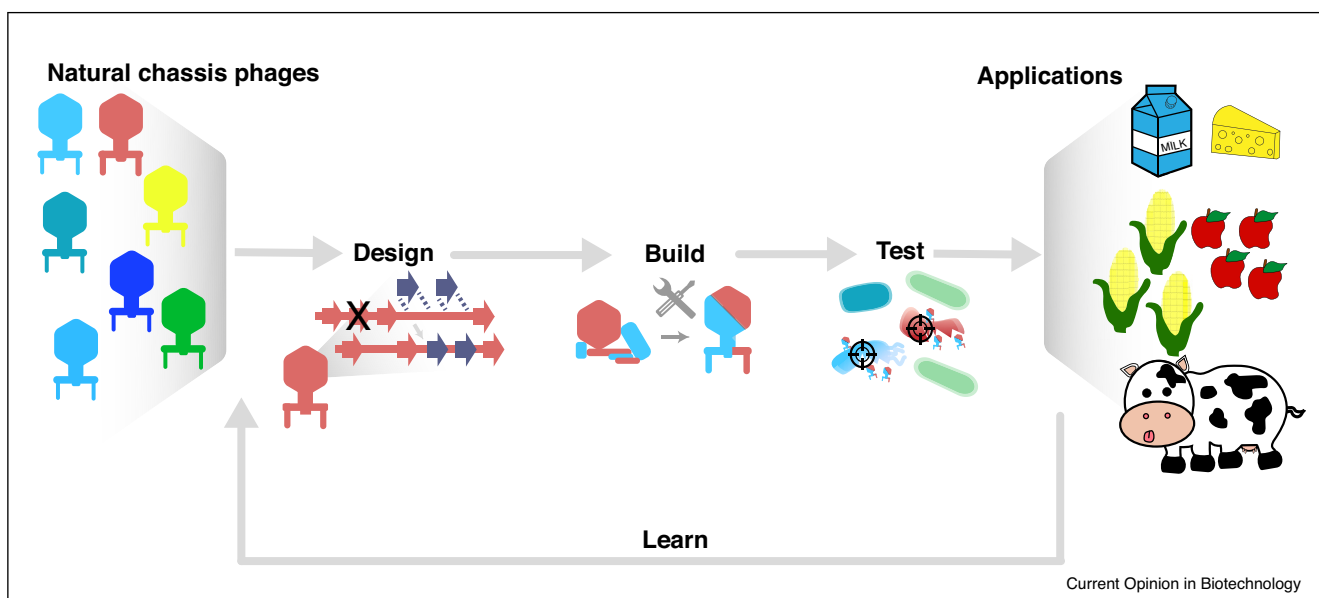 Natural chassis phages
Applications
MILK
Design
Build
Test
X
Learn
Current Opinion in Biotechnology